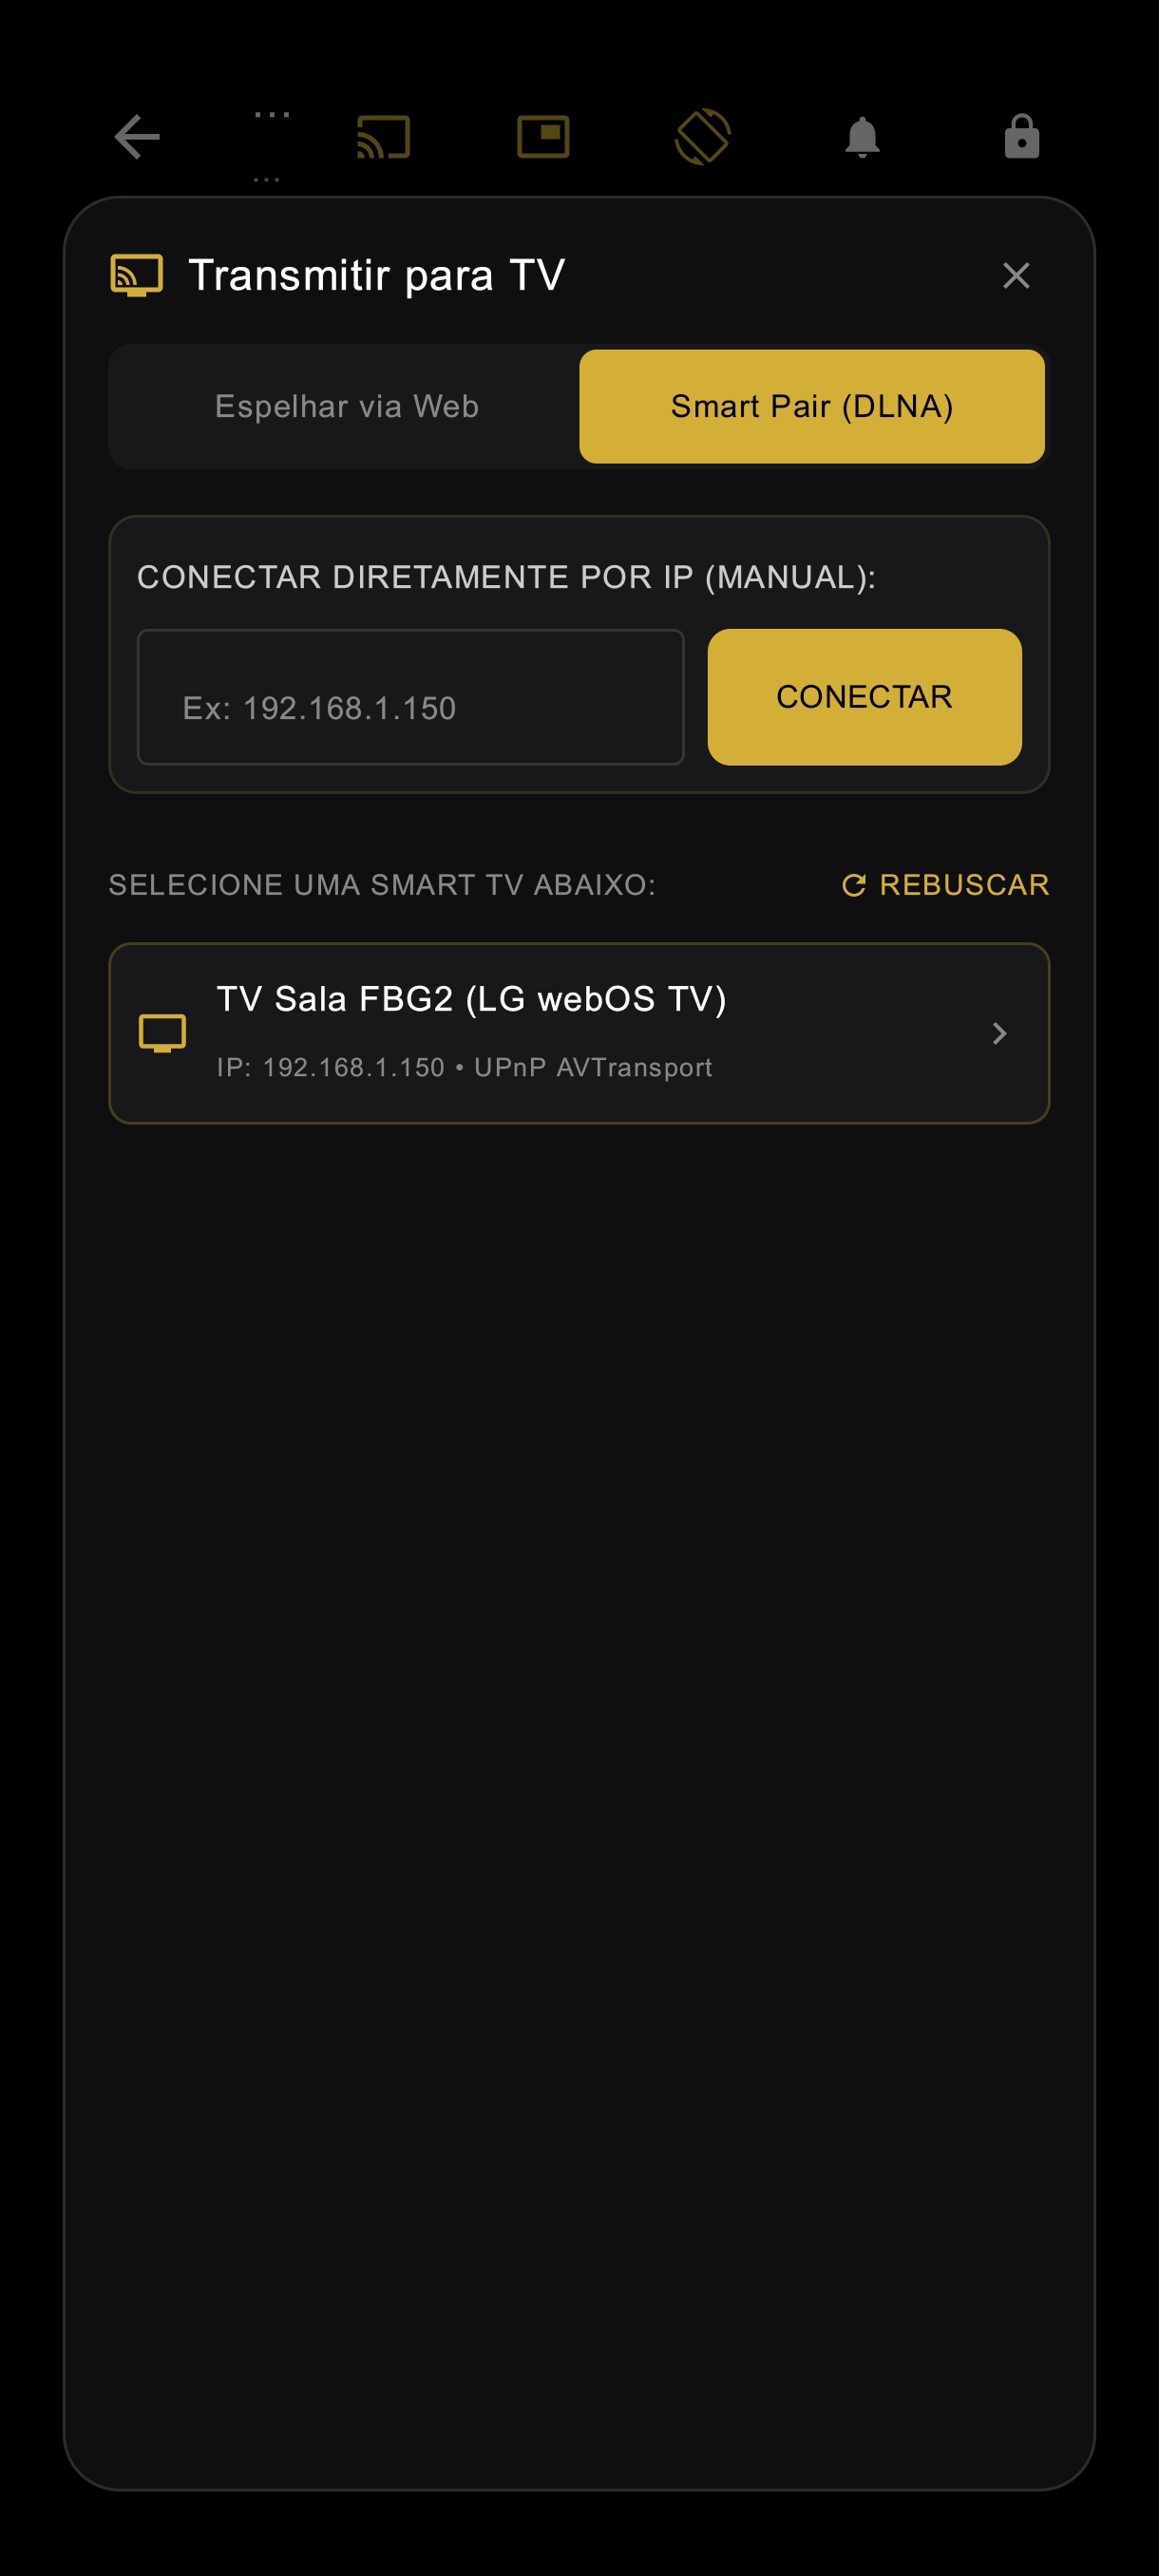 ...
...
Transmitir para TV
Espelhar via Web
Smart Pair (DLNA)
CONECTAR DIRETAMENTE POR IP (MANUAL):
Ex: 192.168.1.150
CONECTAR
SELECIONE UMA SMART TV ABAIXO:
REBUSCAR
TV Sala FBG2 (LG webOS TV)
IP: 192.168.1.150 • UPnP AVTransport